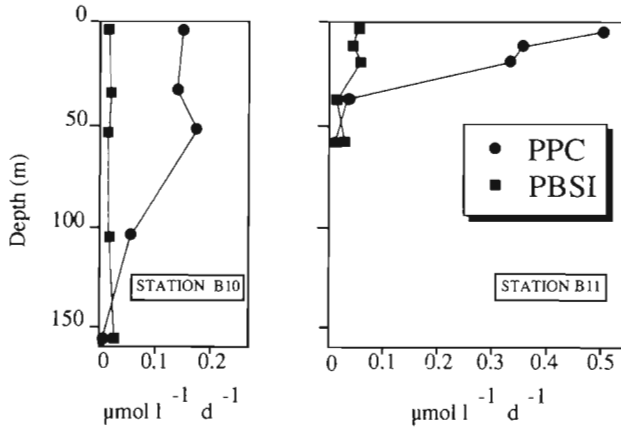 0
50
100
150
Depth (m)
0
0.1
0.2
µmol l⁻¹ d⁻¹
STATION B10
0
0.1
0.2
0.3
0.4
0.5
µmol l⁻¹ d⁻¹
PPC
PBSI
STATION B11